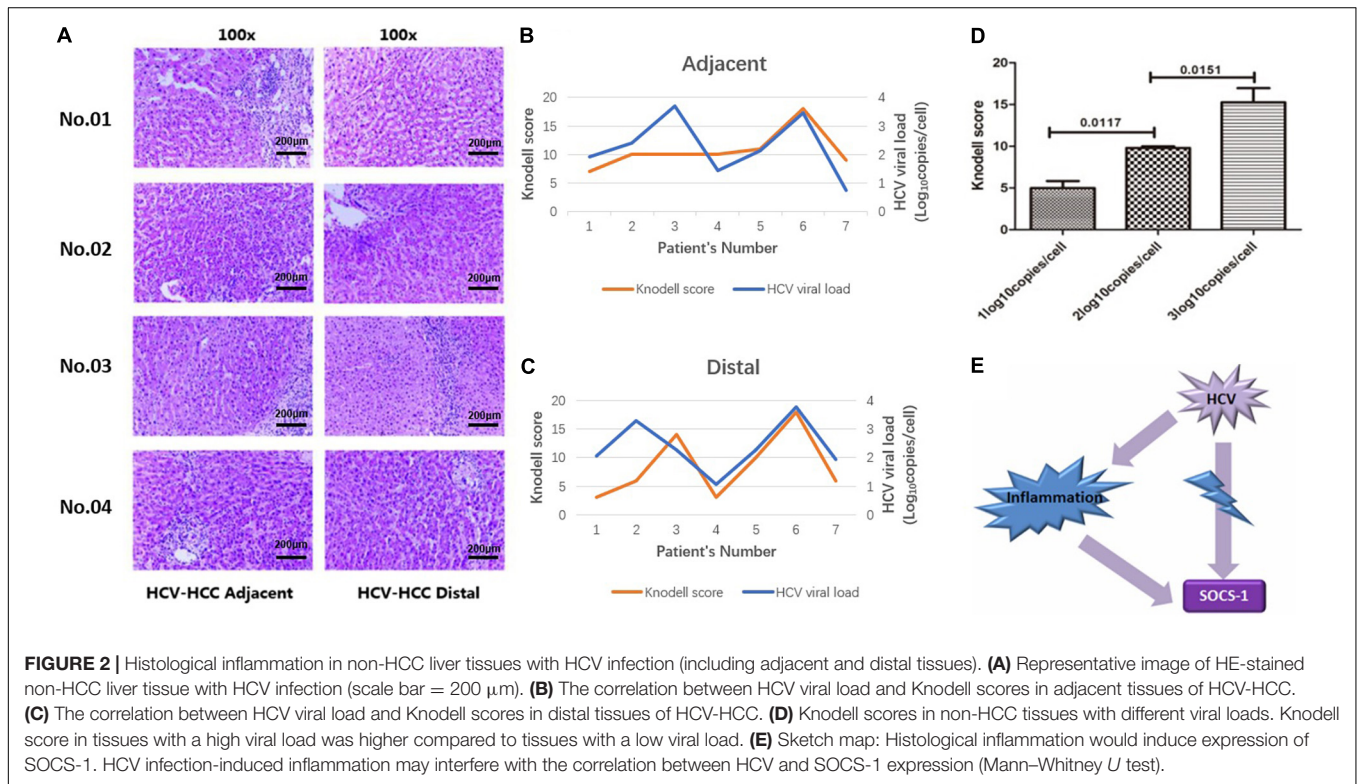 A
100x
100x
No.01
200µm
200µm
No.02
200µm
200µm
No.03
200µm
200µm
No.04
200µm
200µm
HCV-HCC Adjacent
HCV-HCC Distal
B
Adjacent
Knodell score
20
15
10
5
0
HCV viral load
(Log10copies/cell)
4
3
2
1
0
1 2 3 4 5 6 7
Patient's Number
Knodell score
HCV viral load
C
Distal
Knodell score
20
15
10
5
0
HCV viral load
(Log10copies/cell)
4
3
2
1
0
1 2 3 4 5 6 7
Patient's Number
Knodell score
HCV viral load
D
Knodell score
20
15
10
5
0
0.0117
0.0151
1log10copies/cell
2log10copies/cell
3log10copies/cell
E
HCV
Inflammation
SOCS-1
FIGURE 2 | Histological inflammation in non-HCC liver tissues with HCV infection (including adjacent and distal tissues). (A) Representative image of HE-stained
non-HCC liver tissue with HCV infection (scale bar = 200 µm). (B) The correlation between HCV viral load and Knodell scores in adjacent tissues of HCV-HCC.
(C) The correlation between HCV viral load and Knodell scores in distal tissues of HCV-HCC. (D) Knodell scores in non-HCC tissues with different viral loads. Knodell
score in tissues with a high viral load was higher compared to tissues with a low viral load. (E) Sketch map: Histological inflammation would induce expression of
SOCS-1. HCV infection-induced inflammation may interfere with the correlation between HCV and SOCS-1 expression (Mann–Whitney U test).